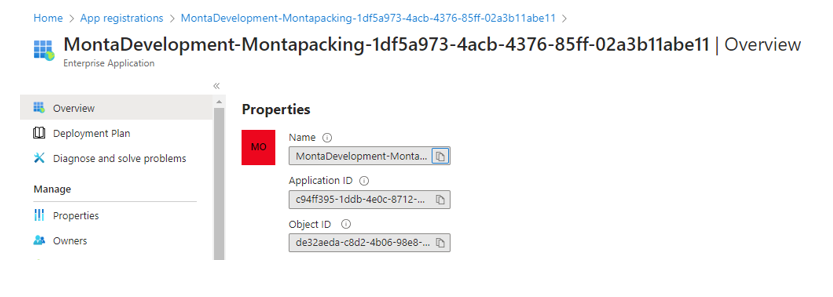 Home > App registrations > MontaDevelopment-Montapacking-1df5a973-4acb-4376-85ff-02a3b11abe11 >
MontaDevelopment-Montapacking-1df5a973-4acb-4376-85ff-02a3b11abe11 | Overview
Enterprise Application
«
Overview
Deployment Plan
Diagnose and solve problems
Manage
Properties
Owners
Properties
MO
Name
MontaDevelopment-Monta...
Application ID
c94ff395-1ddb-4e0c-8712-...
Object ID
de32aeda-c8d2-4b06-98e8-...